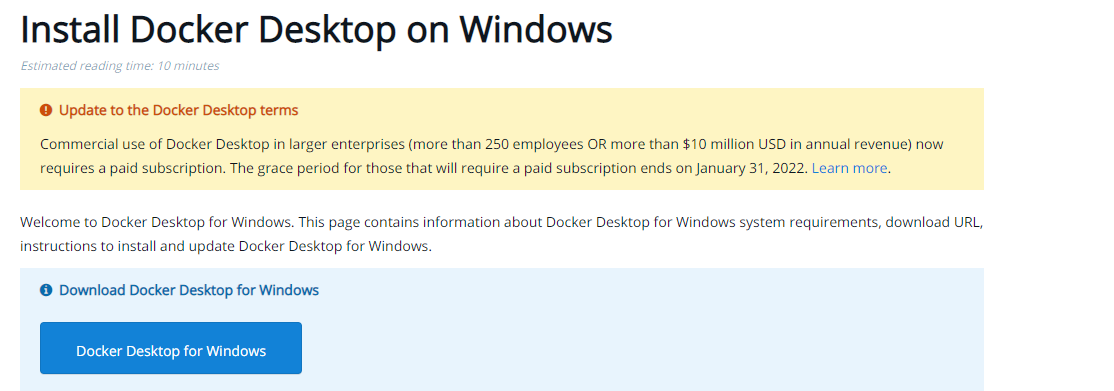 Install Docker Desktop on Windows
Estimated reading time: 10 minutes
Update to the Docker Desktop terms
Commercial use of Docker Desktop in larger enterprises (more than 250 employees OR more than $10 million USD in annual revenue) now
requires a paid subscription. The grace period for those that will require a paid subscription ends on January 31, 2022. Learn more.
Welcome to Docker Desktop for Windows. This page contains information about Docker Desktop for Windows system requirements, download URL,
instructions to install and update Docker Desktop for Windows.
Download Docker Desktop for Windows
Docker Desktop for Windows